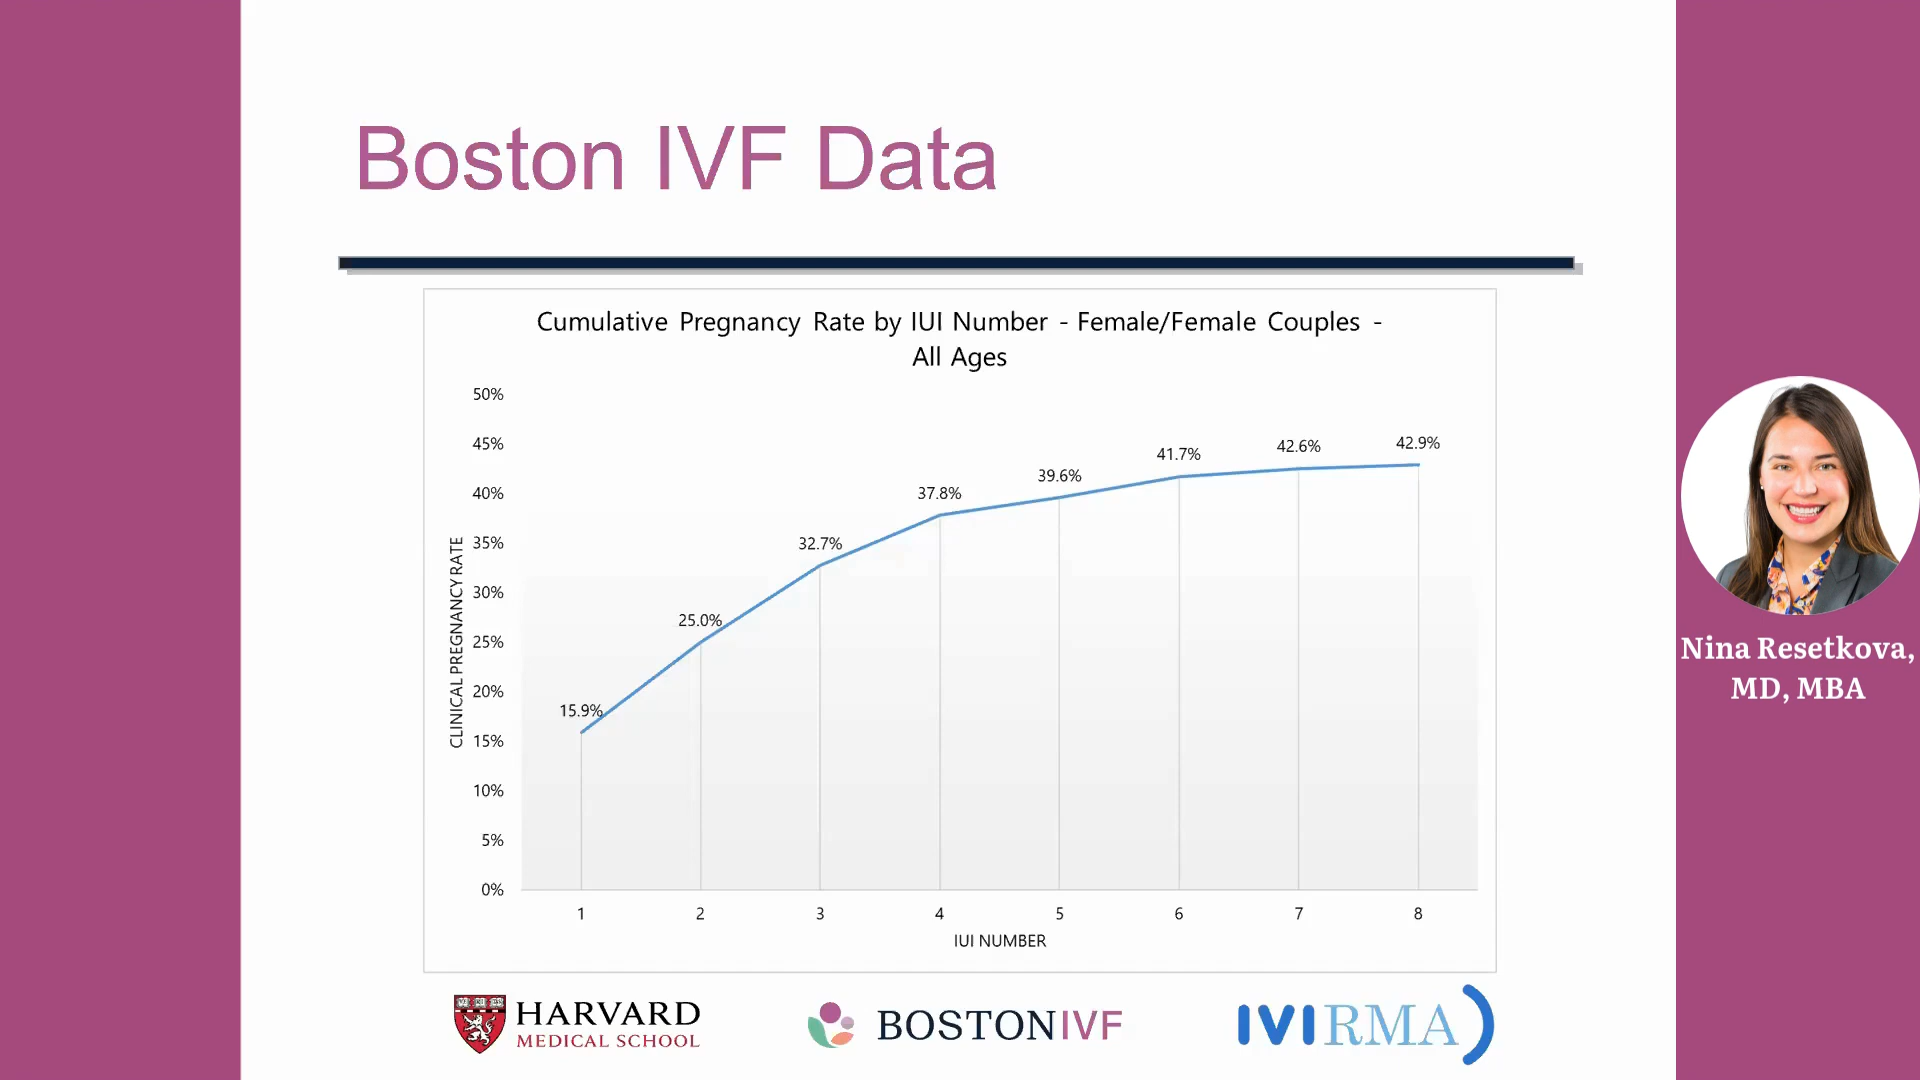 Boston IVF Data
Cumulative Pregnancy Rate by IUI Number - Female/Female Couples -
All Ages
50%
45%
40%
35%
30%
25%
20%
15%
10%
5%
0%
CLINICAL PREGNANCY RATE
15.9%
25.0%
32.7%
37.8%
39.6%
41.7%
42.6%
42.9%
1 2 3 4 5 6 7 8
IUI NUMBER
Nina Resetkova,
MD, MBA
HARVARD
MEDICAL SCHOOL
BOSTONIVF
IVIRMA